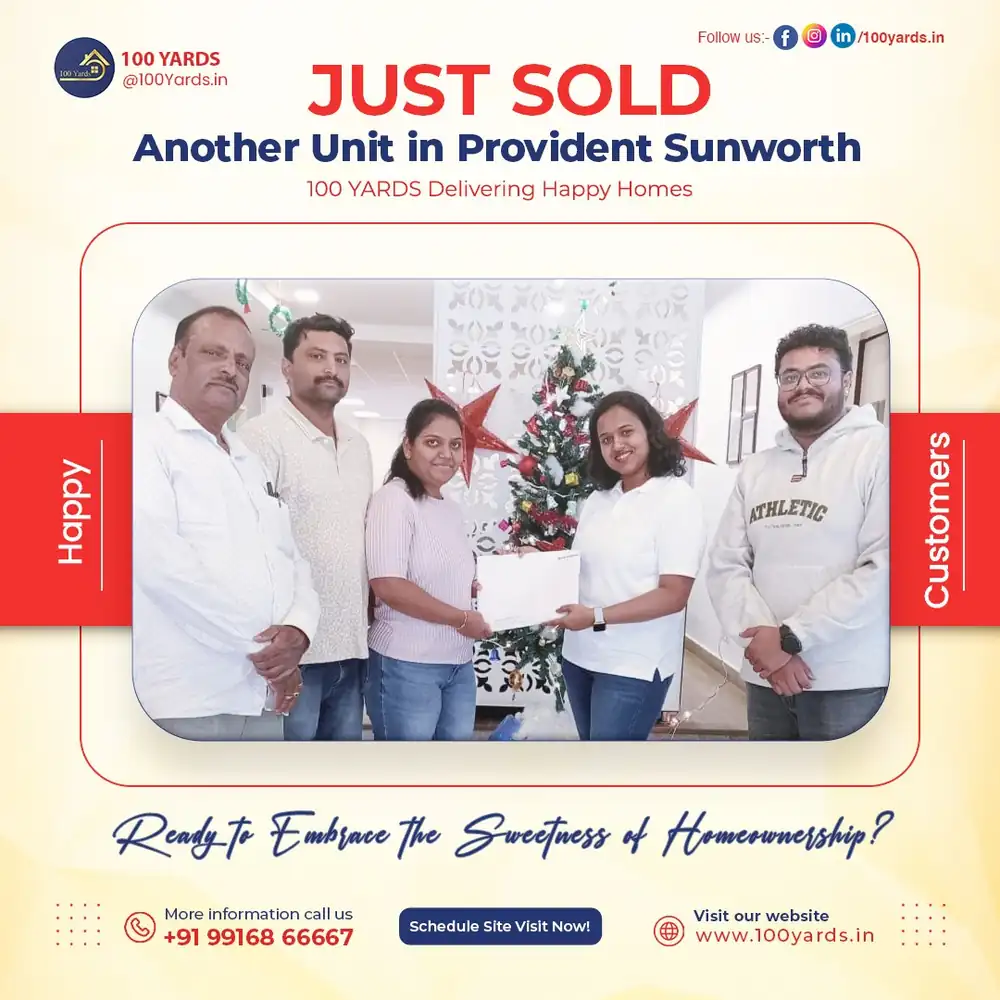 100 Yards
100 YARDS
@100Yards.in
Follow us:- /100yards.in
JUST SOLD
Another Unit in Provident Sunworth
100 YARDS Delivering Happy Homes
Happy
ATHLETIC
Customers
Ready to Embrace the Sweetness of Homeownership?
More information call us
+91 99168 66667
Schedule Site Visit Now!
Visit our website
www.100yards.in